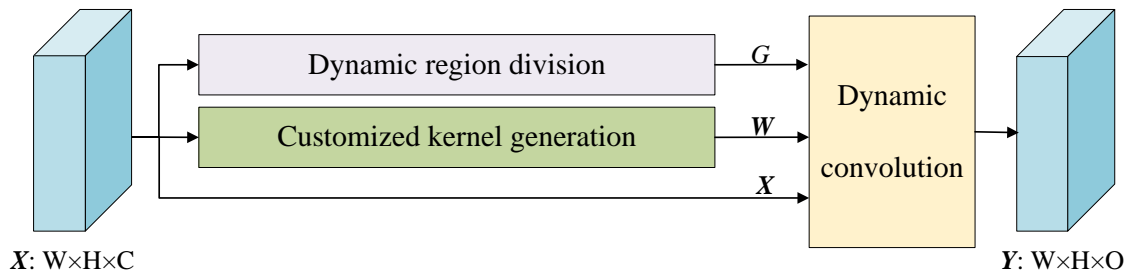 Dynamic region division
G
Customized kernel generation
W
X
Dynamic
convolution
X: W×H×C
Y: W×H×O